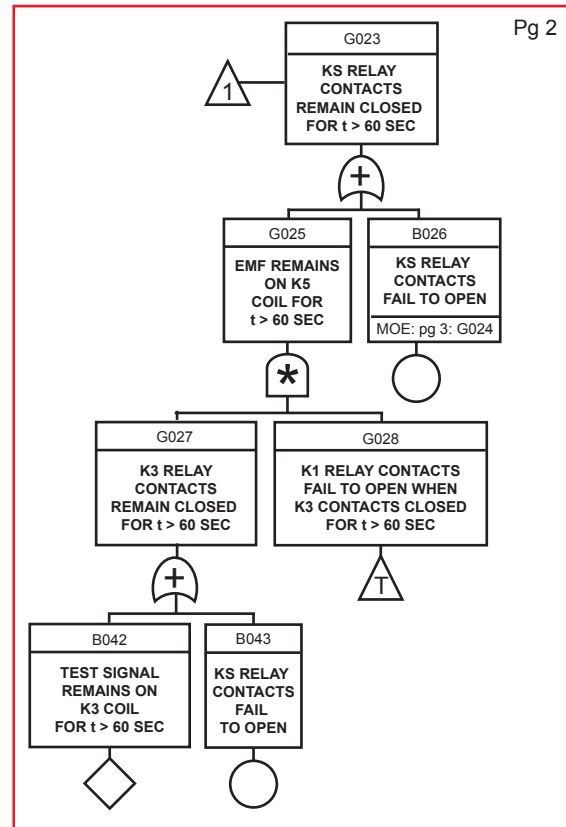 Pg 2
G023
KS RELAY
CONTACTS
REMAIN CLOSED
FOR t > 60 SEC
1
+
G025
EMF REMAINS
ON K5
COIL FOR
t > 60 SEC
B026
KS RELAY
CONTACTS
FAIL TO OPEN
MOE: pg 3: G024
*
G027
K3 RELAY
CONTACTS
REMAIN CLOSED
FOR t > 60 SEC
G028
K1 RELAY CONTACTS
FAIL TO OPEN WHEN
K3 CONTACTS CLOSED
FOR t > 60 SEC
+
T
B042
TEST SIGNAL
REMAINS ON
K3 COIL
FOR t > 60 SEC
B043
KS RELAY
CONTACTS
FAIL
TO OPEN